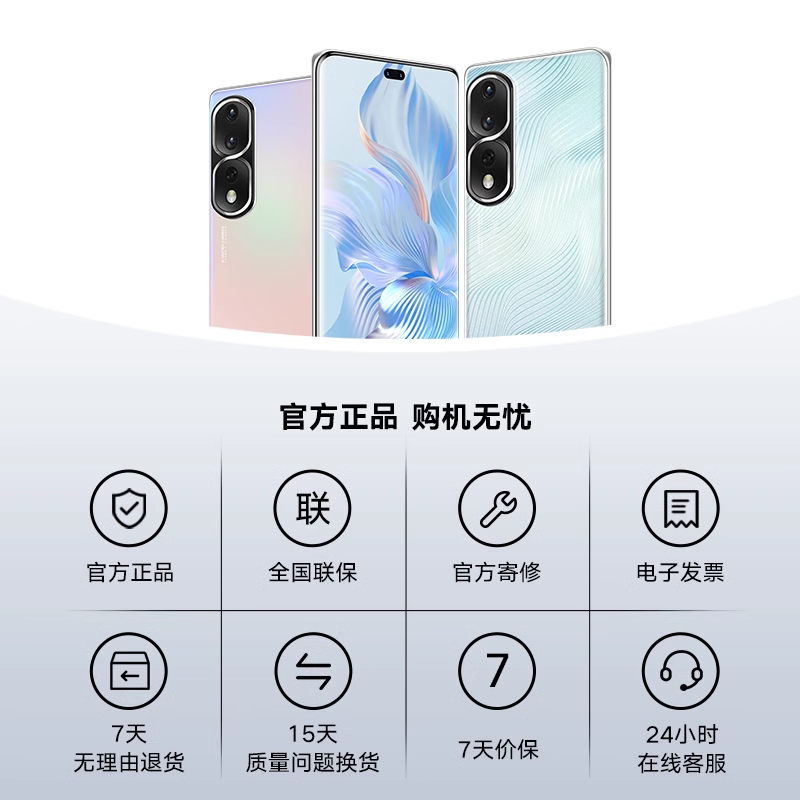 官方正品 购机无忧
联
官方正品
全国联保
官方寄修
电子发票
7
7天
无理由退货
15天
质量问题换货
7天价保
24小时
在线客服